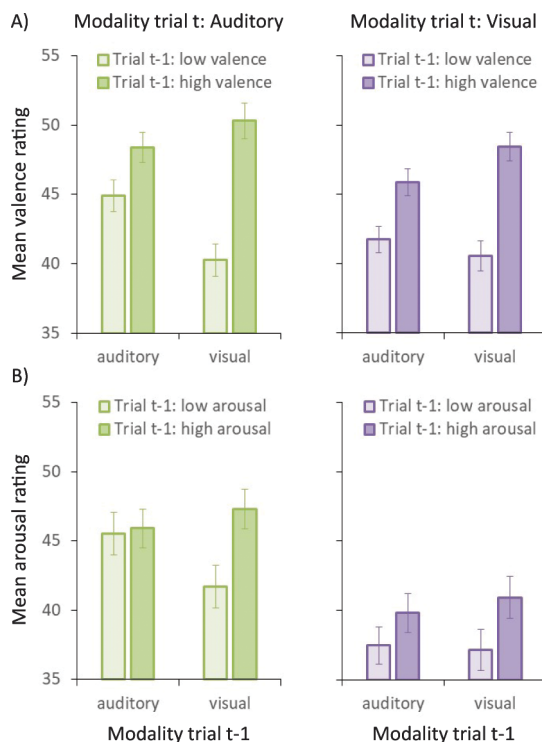 A) Modality trial t: Auditory Modality trial t: Visual
55
50
45
40
35
Mean valence rating
Trial t-1: low valence
Trial t-1: high valence
auditory visual
Trial t-1: low valence
Trial t-1: high valence
auditory visual
B)
55
50
45
40
35
Mean arousal rating
Trial t-1: low arousal
Trial t-1: high arousal
auditory visual
Modality trial t-1
Trial t-1: low arousal
Trial t-1: high arousal
auditory visual
Modality trial t-1